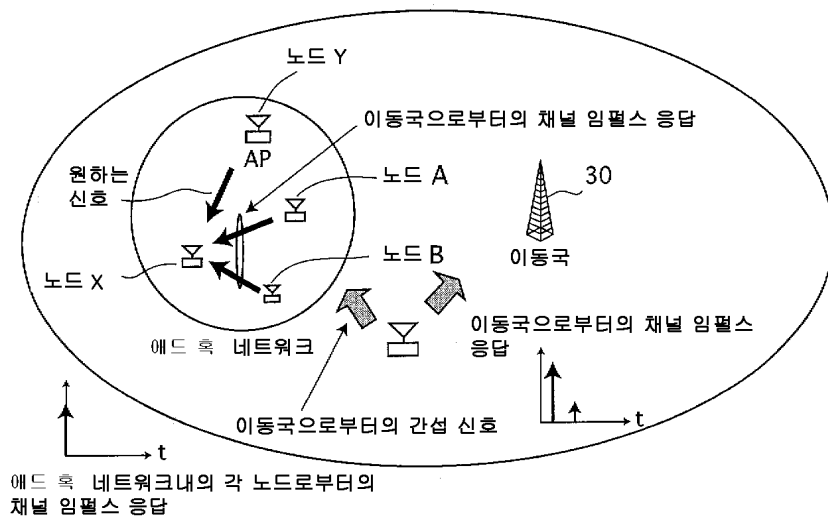 노드 Y
이동국으로부터의 채널 임펄스 응답
AP
원하는
신호
노드 A
30
노드 X
노드 B
이동국
애드 혹 네트워크
이동국으로부터의 채널 임펄스
응답
t
이동국으로부터의 간섭 신호
t
애드 혹 네트워크내의 각 노드로부터의
채널 임펄스 응답